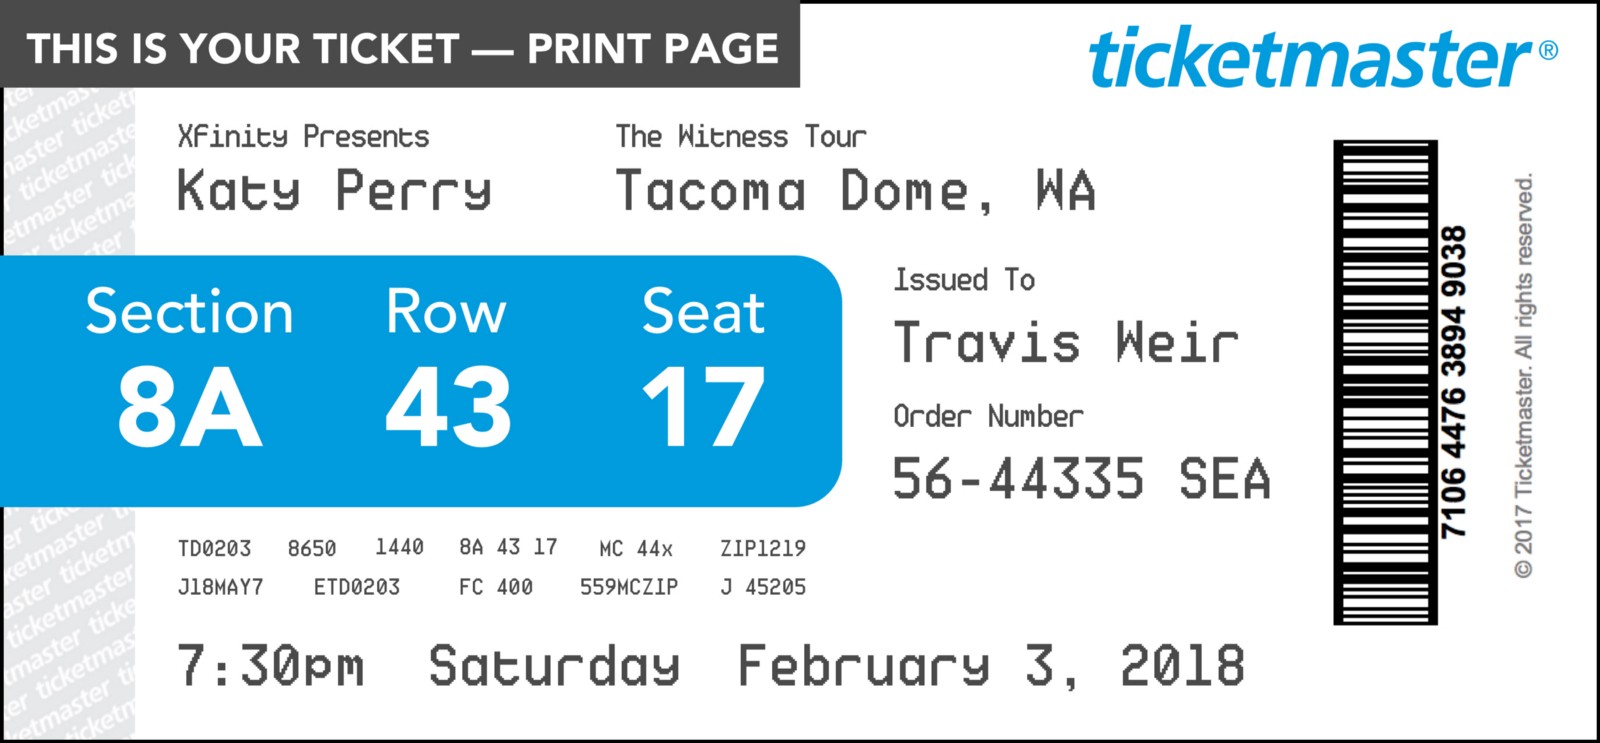 THIS IS YOUR TICKET — PRINT PAGE
ticketmaster®
Xfinity Presents
Katy Perry
The Witness Tour
Tacoma Dome, WA
Section Row Seat
8A 43 17
Issued To
Travis Weir
Order Number
56-44335 SEA
TD0203 8650 1440 8A 43 17 MC 44x ZIP1219
J18MAY7 ETD0203 FC 400 559MCZIP J 45205
7:30pm Saturday February 3, 2018
7106 4476 3894 9038
© 2017 Ticketmaster. All rights reserved.